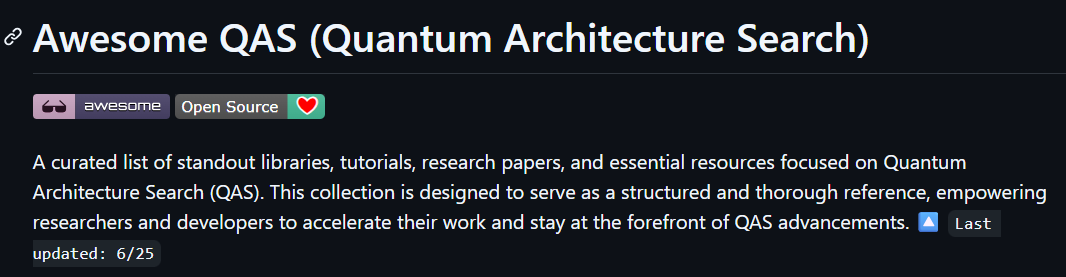 Awesome QAS (Quantum Architecture Search)
awesome Open Source
A curated list of standout libraries, tutorials, research papers, and essential resources focused on Quantum
Architecture Search (QAS). This collection is designed to serve as a structured and thorough reference, empowering
researchers and developers to accelerate their work and stay at the forefront of QAS advancements. Last
updated: 6/25